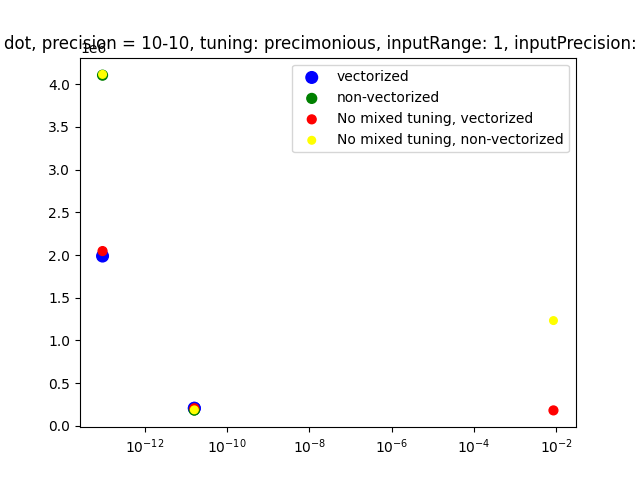 dot, precision = 10-10, tuning: precimonious, inputRange: 1, inputPrecision:
1e6
vectorized
non-vectorized
No mixed tuning, vectorized
No mixed tuning, non-vectorized
4.0
3.5
3.0
2.5
2.0
1.5
1.0
0.5
0.0
10⁻¹² 10⁻¹⁰ 10⁻⁸ 10⁻⁶ 10⁻⁴ 10⁻²